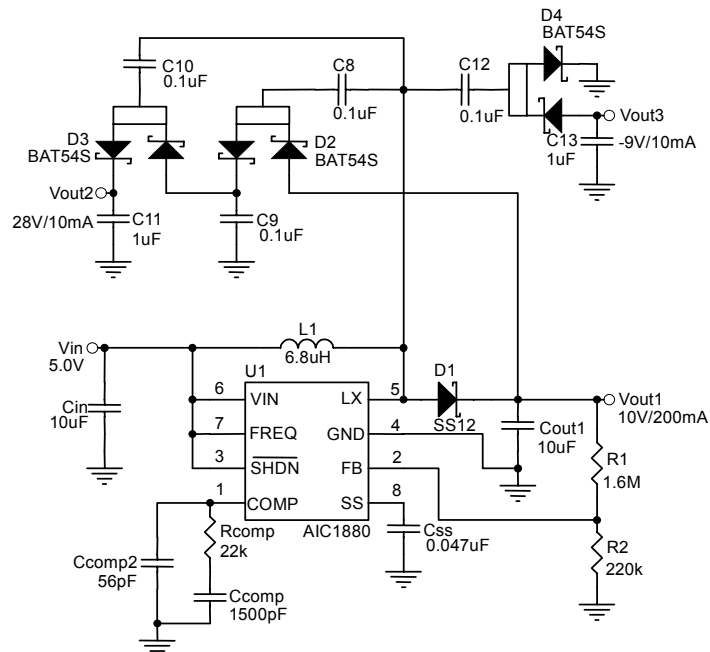 D4
BAT54S
C10
0.1uF
C8
0.1uF
C12
0.1uF
D3
BAT54S
D2
BAT54S
Vout3
C13
1uF
-9V/10mA
Vout2
28V/10mA
C11
1uF
C9
0.1uF
L1
6.8uH
Vin
5.0V
Cin
10uF
U1
6
VIN
7
FREQ
3
SHDN
1
COMP
LX
5
GND
4
FB
2
SS
8
AIC1880
D1
SS12
Vout1
10V/200mA
Cout1
10uF
R1
1.6M
R2
220k
Css
0.047uF
Rcomp
22k
Ccomp2
56pF
Ccomp
1500pF